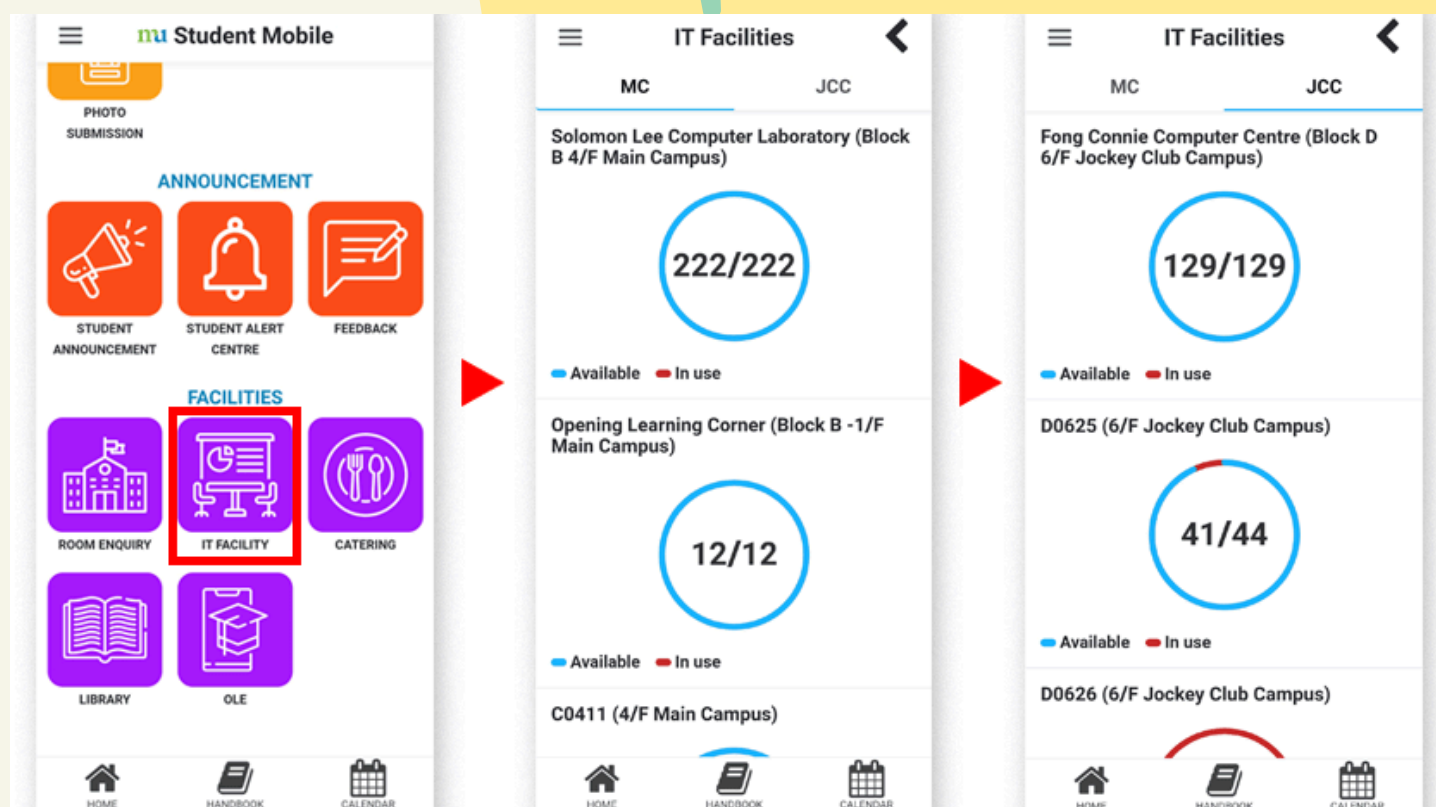 mu Student Mobile
PHOTO
SUBMISSION
ANNOUNCEMENT
STUDENT
ANNOUNCEMENT
STUDENT ALERT
CENTRE
FEEDBACK
FACILITIES
ROOM ENQUIRY
IT FACILITY
CATERING
LIBRARY
OLE
HOME
HANDBOOK
CALENDAR
IT Facilities
MC
JCC
Solomon Lee Computer Laboratory (Block
B 4/F Main Campus)
222/222
Available
In use
Opening Learning Corner (Block B -1/F
Main Campus)
12/12
Available
In use
C0411 (4/F Main Campus)
HOME
HANDBOOK
CALENDAR
IT Facilities
MC
JCC
Fong Connie Computer Centre (Block D
6/F Jockey Club Campus)
129/129
Available
In use
D0625 (6/F Jockey Club Campus)
41/44
Available
In use
D0626 (6/F Jockey Club Campus)
HOME
HANDBOOK
CALENDAR